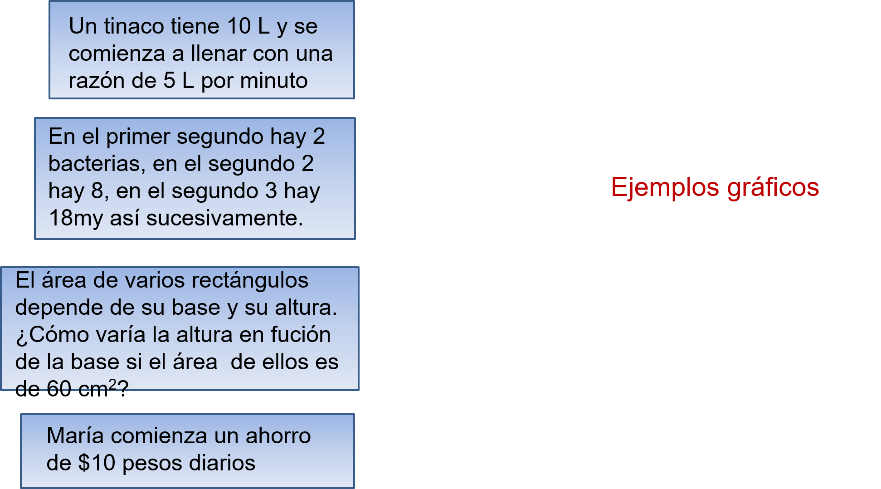 Un tinaco tiene 10 L y se
comienza a llenar con una
razón de 5 L por minuto
En el primer segundo hay 2
bacterias, en el segundo 2
hay 8, en el segundo 3 hay
18my así sucesivamente.
Ejemplos gráficos
El área de varios rectángulos
depende de su base y su altura.
¿Cómo varía la altura en fución
de la base si el área  de ellos es
de 60 cm²?
María comienza un ahorro
de $10 pesos diarios